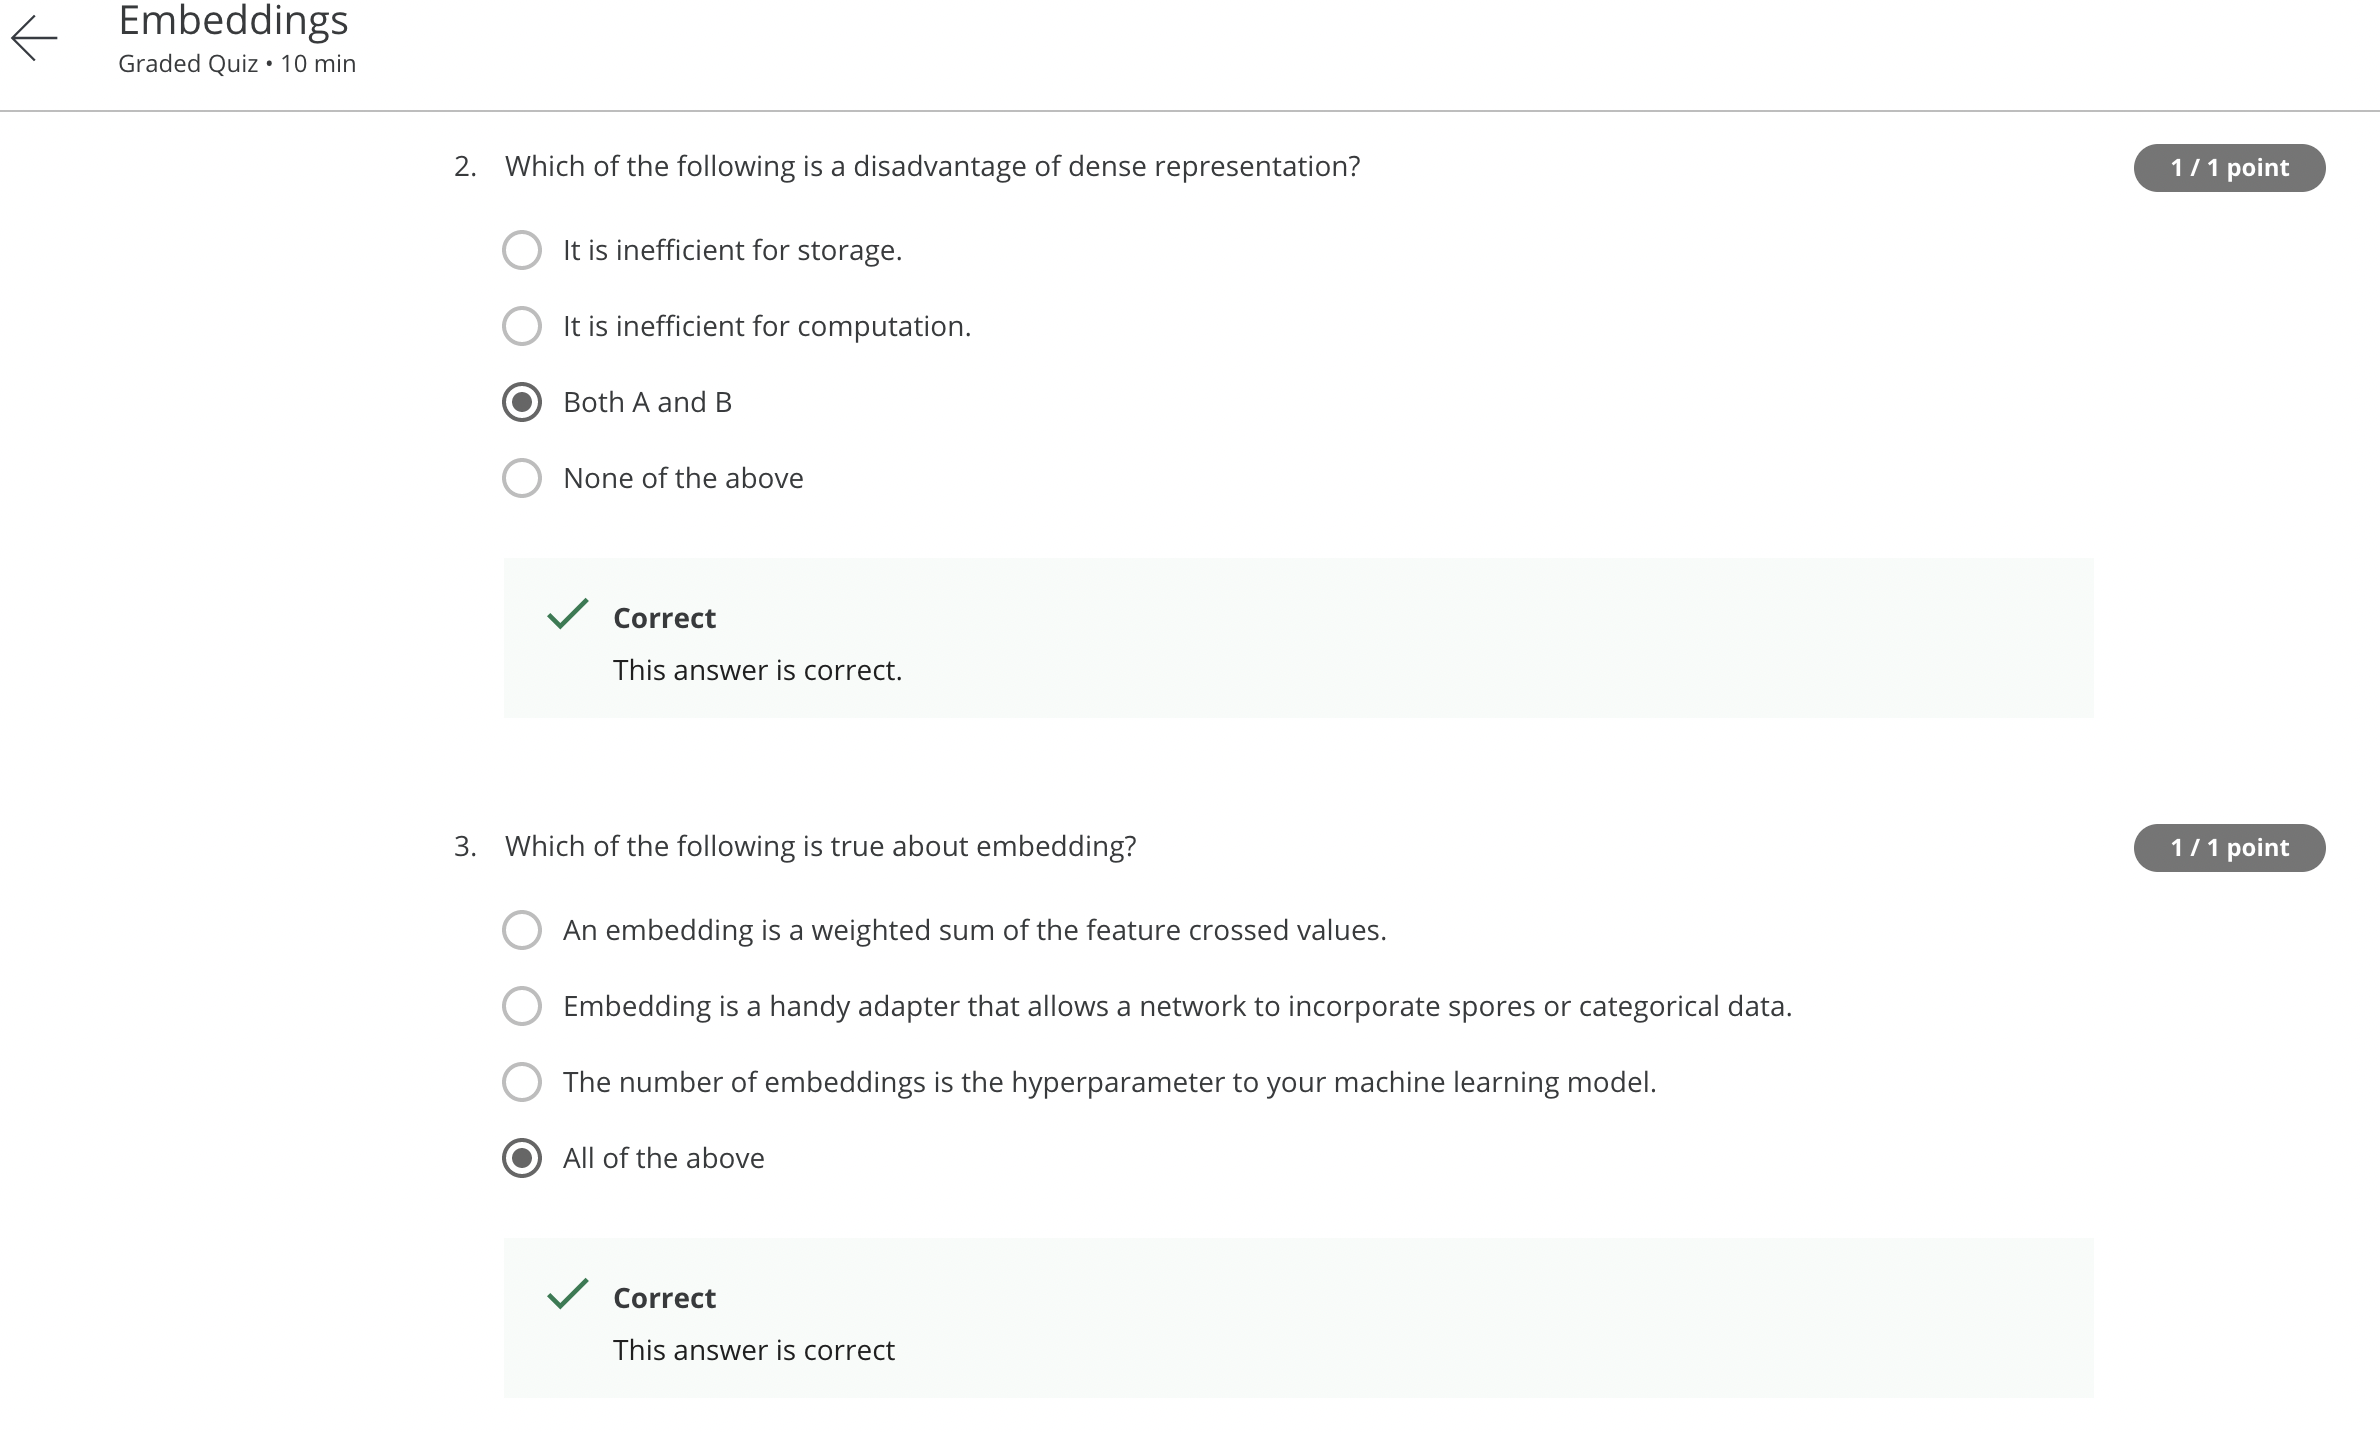 Embeddings
Graded Quiz • 10 min
2. Which of the following is a disadvantage of dense representation?
1 / 1 point
It is inefficient for storage.
It is inefficient for computation.
Both A and B
None of the above
Correct
This answer is correct.
3. Which of the following is true about embedding?
1 / 1 point
An embedding is a weighted sum of the feature crossed values.
Embedding is a handy adapter that allows a network to incorporate spores or categorical data.
The number of embeddings is the hyperparameter to your machine learning model.
All of the above
Correct
This answer is correct